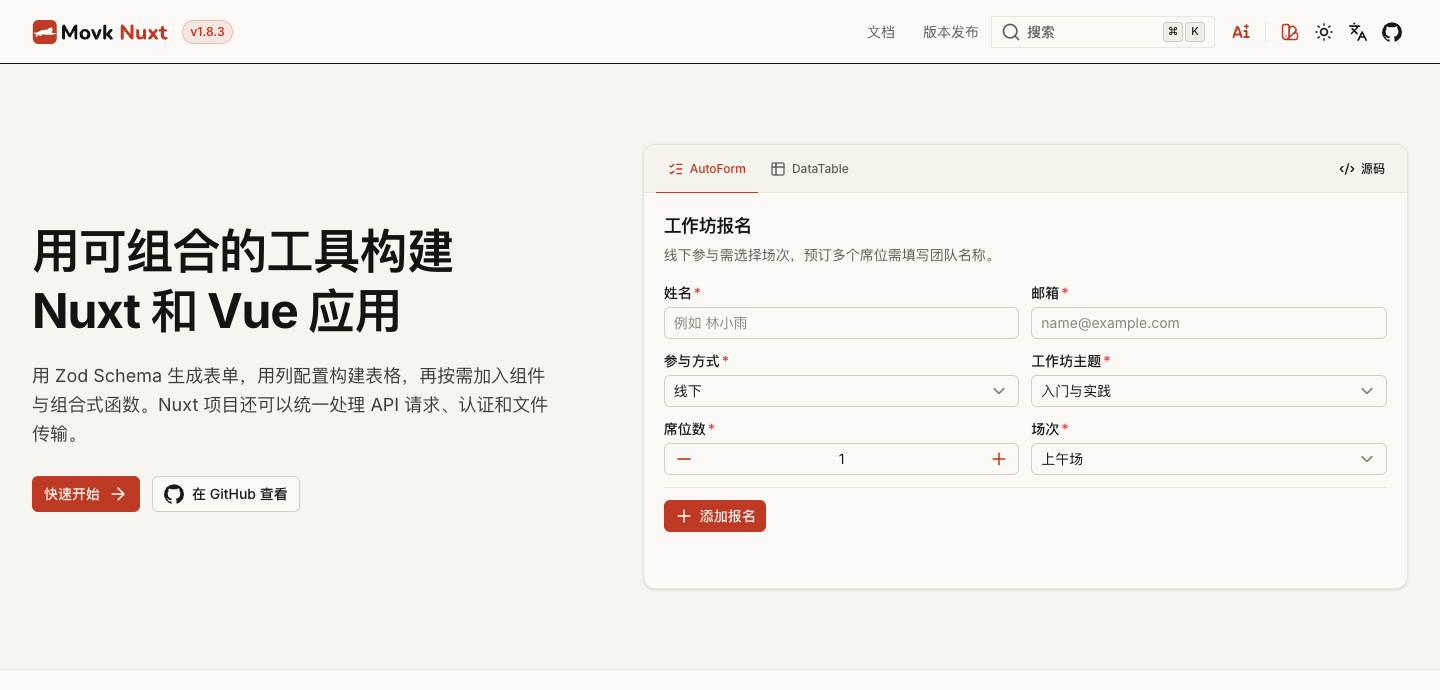 Movk Nuxt v1.8.3
文档
版本发布
搜索
⌘ K
Ai
用可组合的工具构建
Nuxt 和 Vue 应用
用 Zod Schema 生成表单，用列配置构建表格，再按需加入组件
与组合式函数。Nuxt 项目还可以统一处理 API 请求、认证和文件
传输。
快速开始
在 GitHub 查看
AutoForm
DataTable
源码
工作坊报名
线下参与需选择场次，预订多个席位需填写团队名称。
姓名*
邮箱*
例如 林小雨
name@example.com
参与方式*
工作坊主题*
线下
入门与实践
席位数*
场次*
1
上午场
添加报名